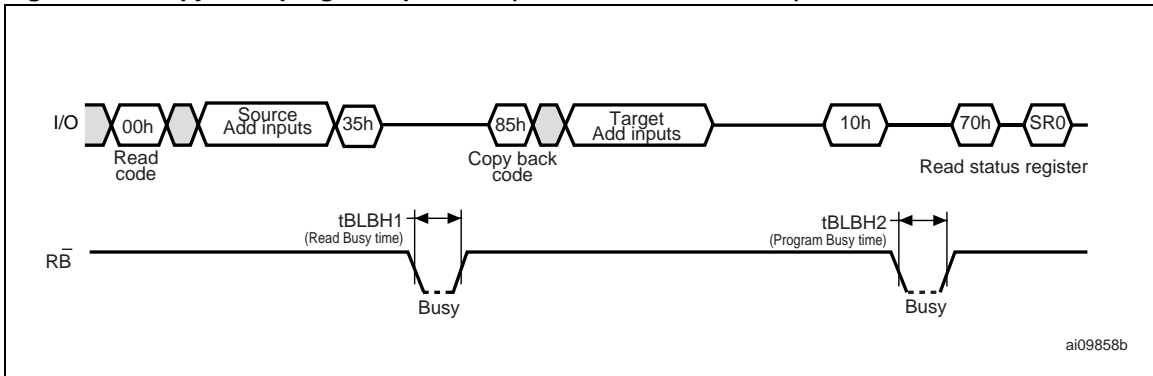 I/O
00h
Source
Add inputs
35h
85h
Target
Add inputs
10h
70h
SR0
Read
code
Copy back
code
Read status register
tBLBH1
(Read Busy time)
tBLBH2
(Program Busy time)
RB̅
Busy
Busy
ai09858b